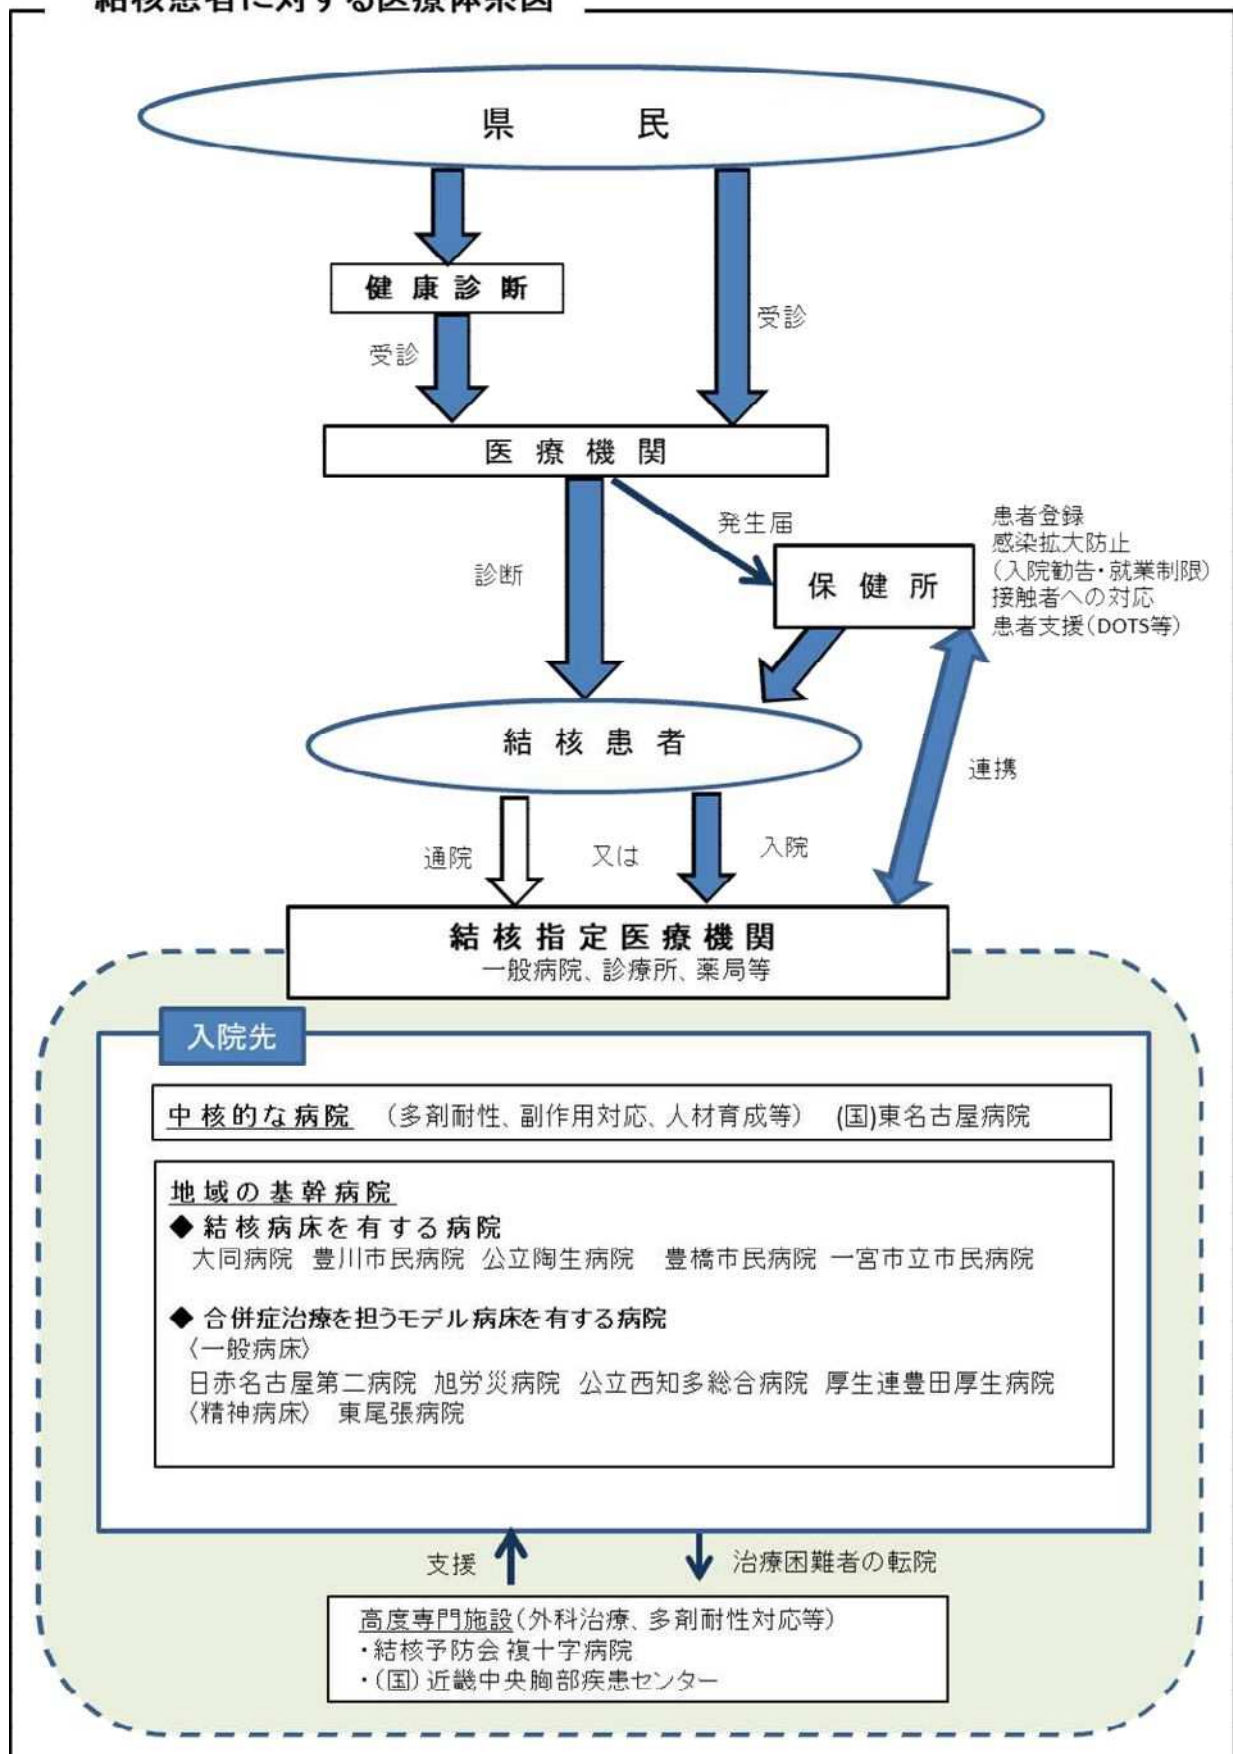 結核患者に対する医療体系図
県 民
健康診断
受診
受診
医療機関
発生届
診断
保健所
患者登録
感染拡大防止
(入院勧告・就業制限)
接触者への対応
患者支援(DOTS等)
結核患者
連携
通院
又は
入院
結核指定医療機関
一般病院、診療所、薬局等
入院先
中核的な病院 (多剤耐性、副作用対応、人材育成等) (国)東名古屋病院
地域の基幹病院
◆ 結核病床を有する病院
大同病院 豊川市民病院 公立陶生病院 豊橋市民病院 一宮市立市民病院
◆ 合併症治療を担うモデル病床を有する病院
〈一般病床〉
日赤名古屋第二病院 旭労災病院 公立西知多総合病院 厚生連豊田厚生病院
〈精神病床〉 東尾張病院
支援
治療困難者の転院
高度専門施設(外科治療、多剤耐性対応等)
・結核予防会 複十字病院
・(国) 近畿中央胸部疾患センター